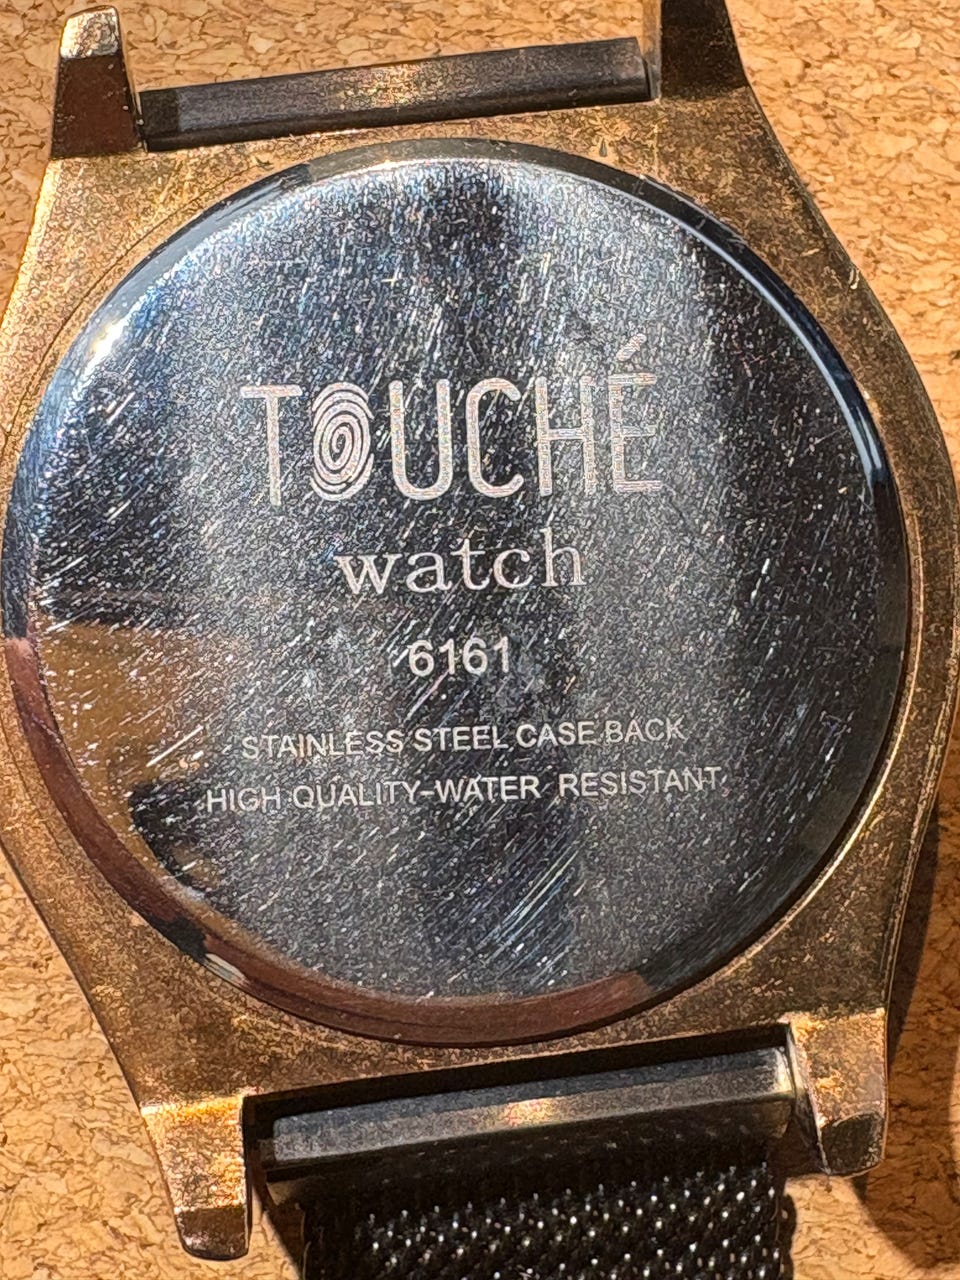 TOUCHÉ
watch
6161
STAINLESS STEEL CASE BACK
HIGH QUALITY-WATER RESISTANT